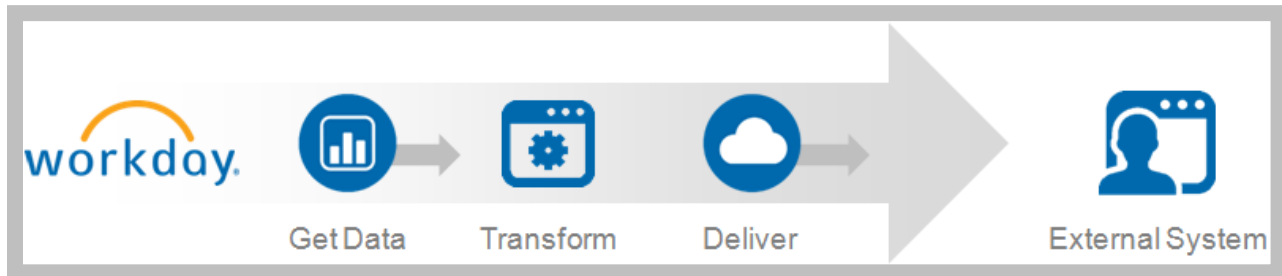 workday.
Get Data
Transform
Deliver
External System